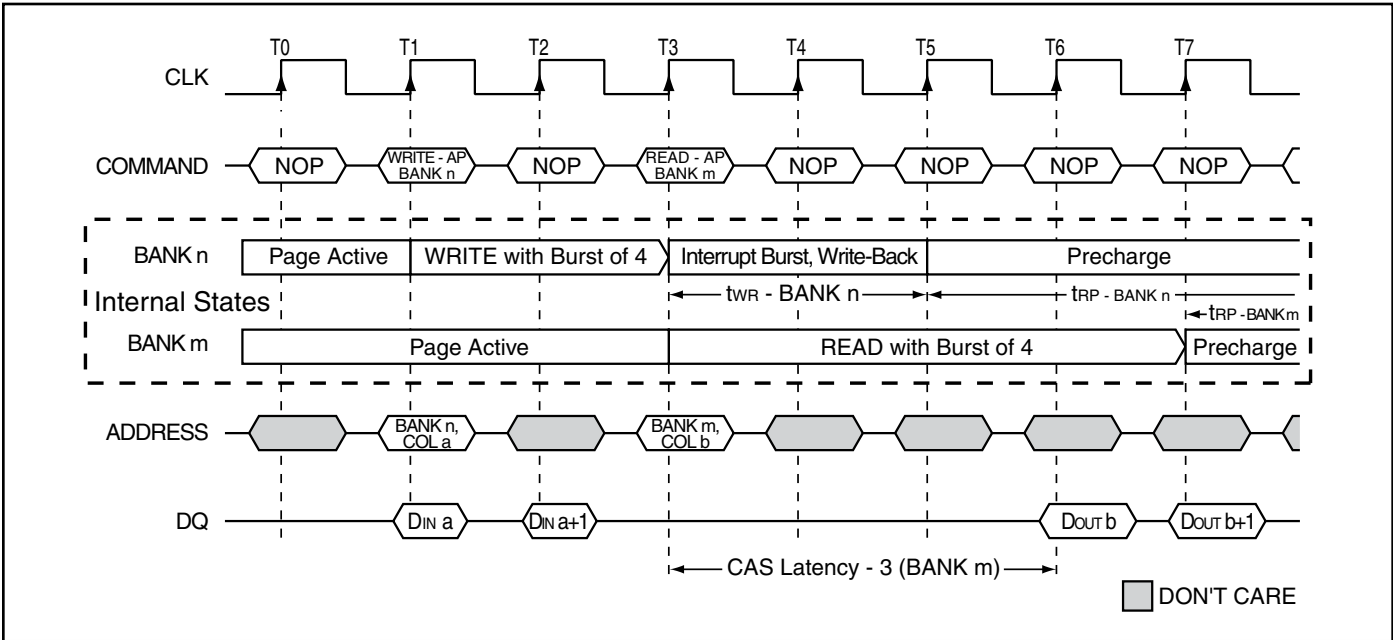 T0 T1 T2 T3 T4 T5 T6 T7
CLK
COMMAND NOP WRITE - AP BANK n NOP READ - AP BANK m NOP NOP NOP NOP
BANK n Page Active WRITE with Burst of 4 Interrupt Burst, Write-Back Precharge
tWR - BANK n tRP - BANK n
Internal States
tRP - BANK m
BANK m Page Active READ with Burst of 4 Precharge
ADDRESS BANK n, COL a BANK m, COL b
DQ DIN a DIN a+1 DOUT b DOUT b+1
CAS Latency - 3 (BANK m)
DON'T CARE